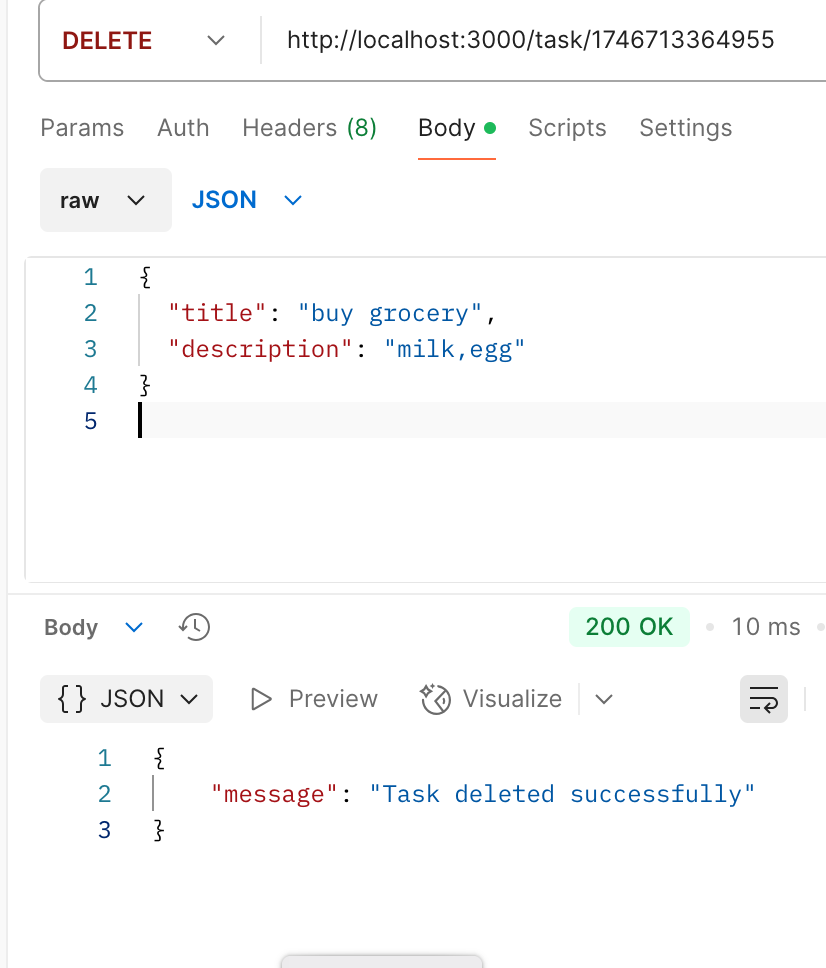 DELETE http://localhost:3000/task/1746713364955
Params Auth Headers (8) Body Scripts Settings
raw JSON
1 {
2 "title": "buy grocery",
3 "description": "milk,egg"
4 }
5
Body 200 OK • 10 ms •
{} JSON Preview Visualize
1 {
2 "message": "Task deleted successfully"
3 }